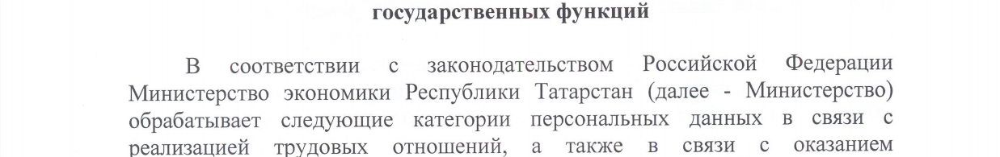 государственных функций
В соответствии с законодательством Российской Федерации
Министерство экономики Республики Татарстан (далее - Министерство)
обрабатывает следующие категории персональных данных в связи с
реализацией трудовых отношений, а также в связи с оказанием